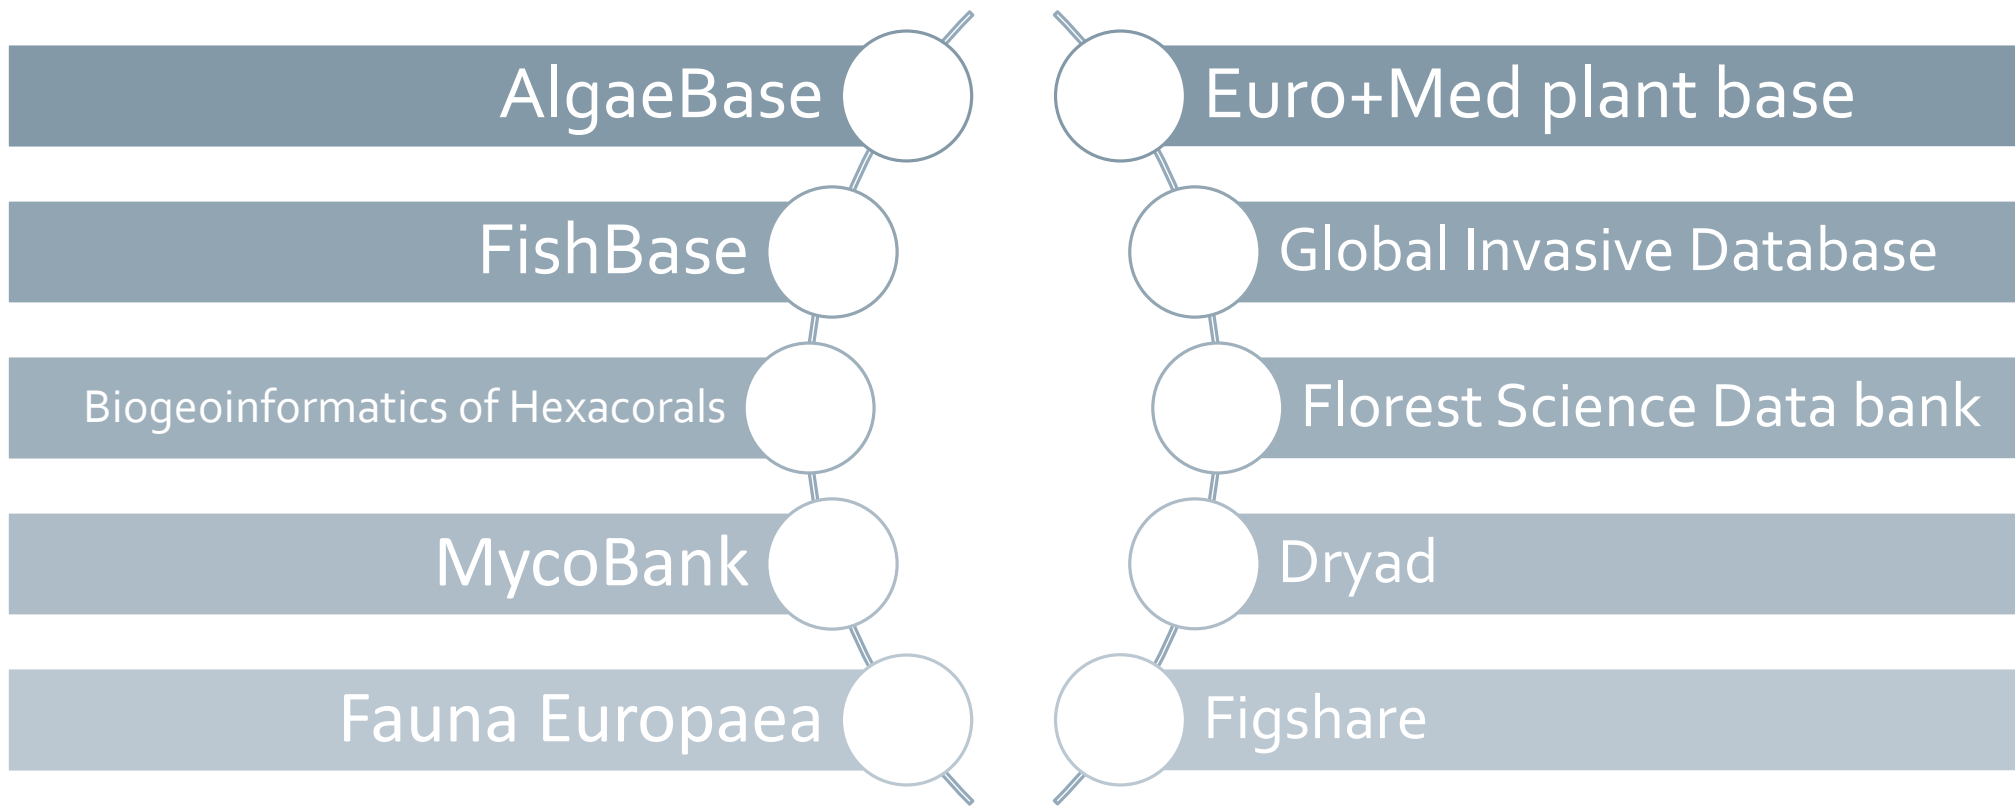 AlgaeBase
FishBase
Biogeoinformatics of Hexacorals
MycoBank
Fauna Europaea
Euro+Med plant base
Global Invasive Database
Florest Science Data bank
Dryad
Figshare